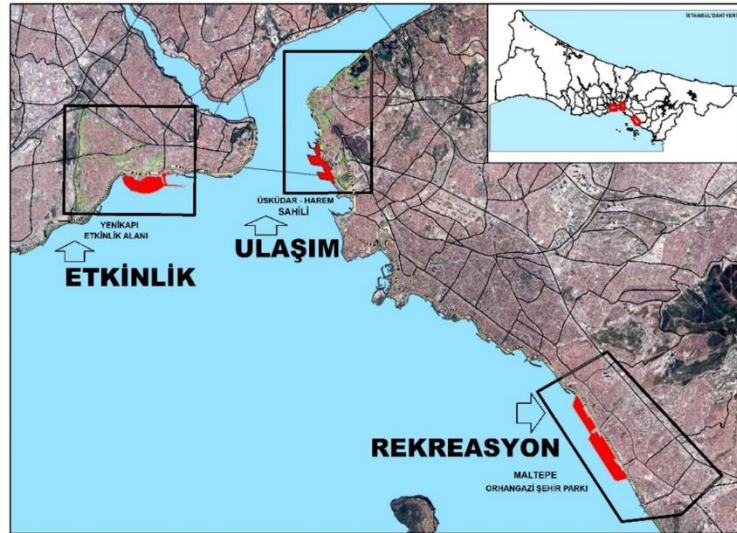 İSTANBUL'DAKİ YERİ
YENİKAPI
ETKİNLİK ALANI
ETKİNLİK
ÜSKÜDAR - HAREM
SAHİLİ
ULAŞIM
REKREASYON
MALTEPE
ORHANGAZİ ŞEHİR PARKI